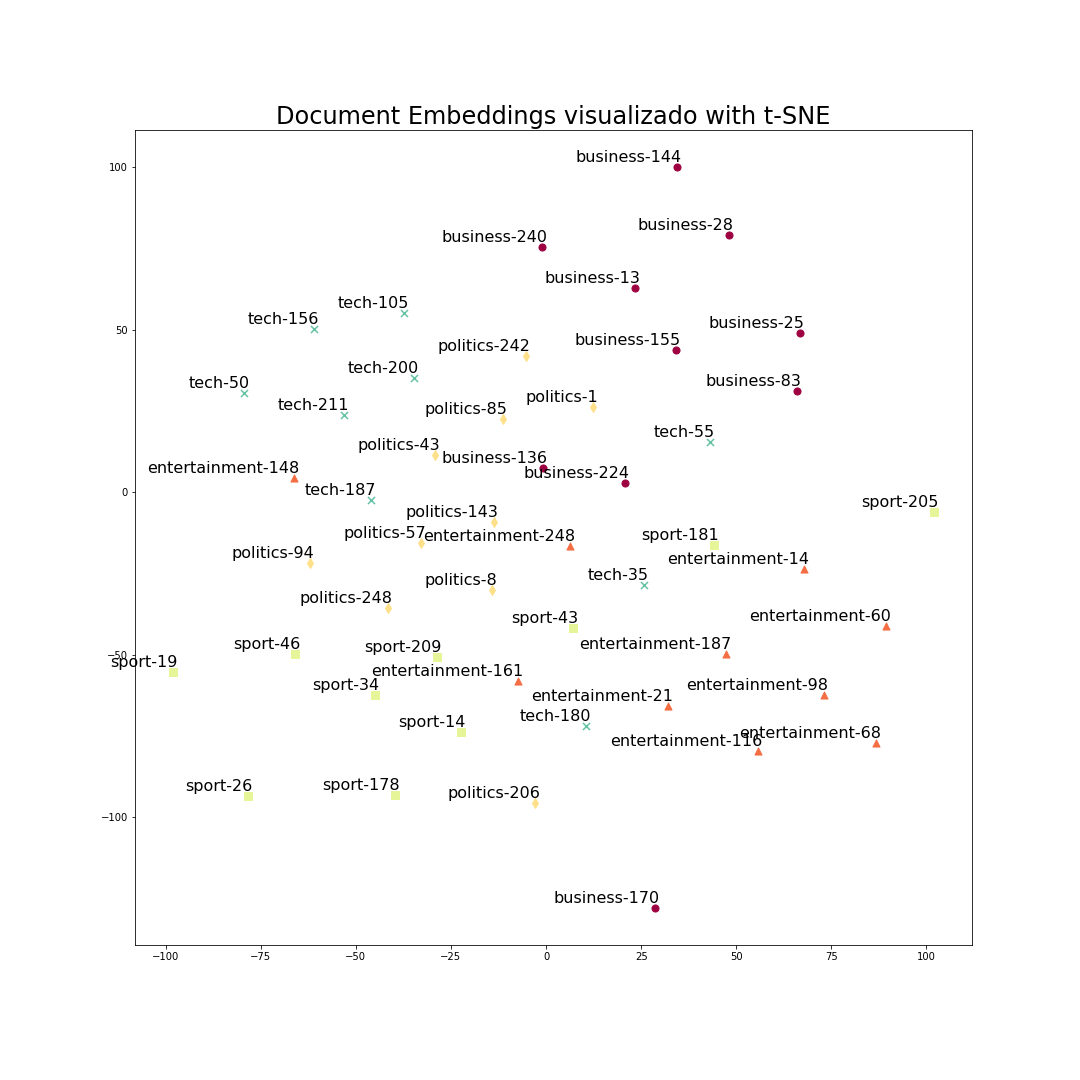 Document Embeddings visualizado with t-SNE
business-144
100
business-28
business-240
business-13
tech-105
tech-156
business-25
50
business-155
politics-242
tech-200
business-83
tech-50
politics-1
tech-211
politics-85
tech-55
politics-43
business-136
entertainment-148
business-224
0
tech-187
sport-205
politics-143
politics-57
entertainment-248
sport-181
politics-94
entertainment-14
tech-35
politics-8
politics-248
entertainment-60
sport-43
sport-46
entertainment-187
sport-209
−50
sport-19
entertainment-161
sport-34
entertainment-98
entertainment-21
tech-180
sport-14
entertainment-68
entertainment-116
sport-178
sport-26
politics-206
−100
business-170
−100
−75
−50
−25
0
25
50
75
100